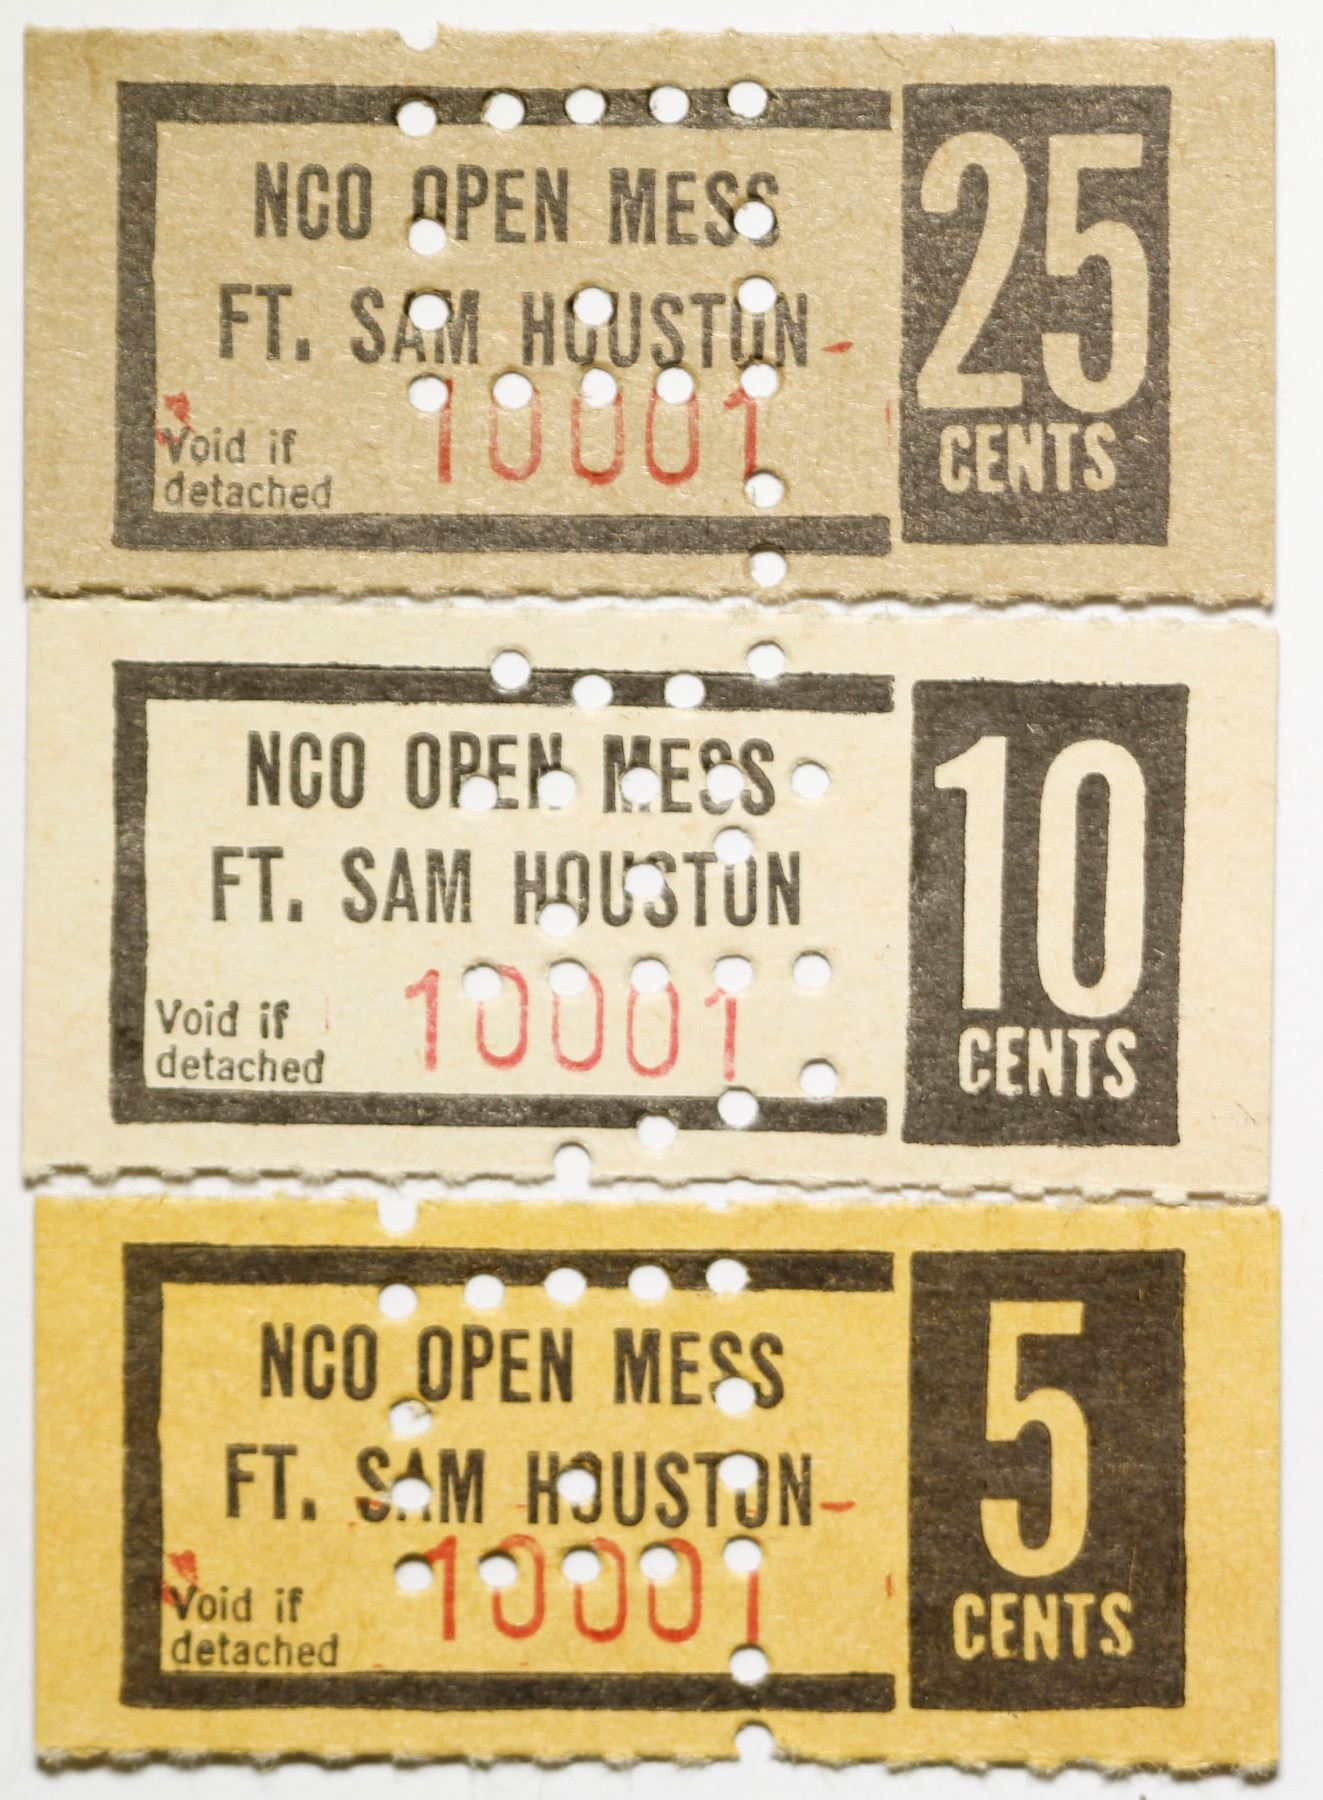 NCO OPEN MESS
FT. SAM HOUSTON
10001
Void if
detached
25
CENTS
NCO OPEN MESS
FT. SAM HOUSTON
10001
Void if
detached
10
CENTS
NCO OPEN MESS
FT. SAM HOUSTON
10001
Void if
detached
5
CENTS